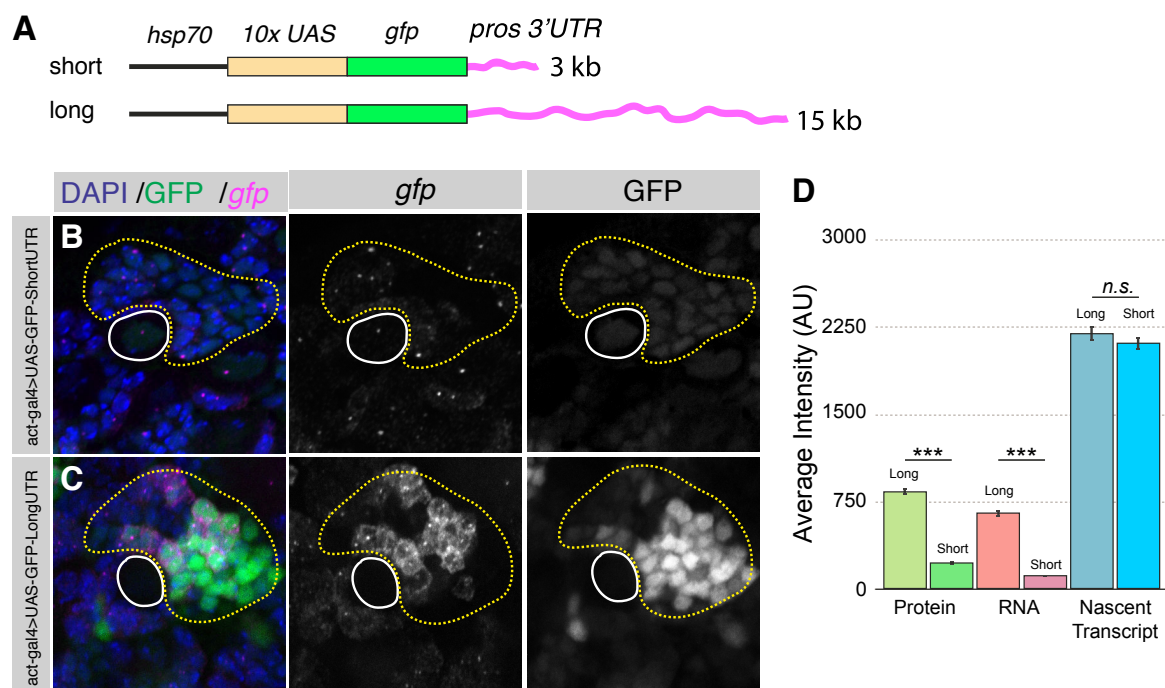 A
hsp70 10x UAS gfp pros 3'UTR
short 3 kb
long 15 kb
DAPI /GFP /gfp
gfp
GFP
act-gal4>UAS-GFP-ShortUTR
B
act-gal4>UAS-GFP-LongUTR
C
D
Average Intensity (AU)
3000
2250
1500
750
0
n.s.
Long Short
***
***
Long
Short
Long
Short
Protein RNA Nascent
Transcript